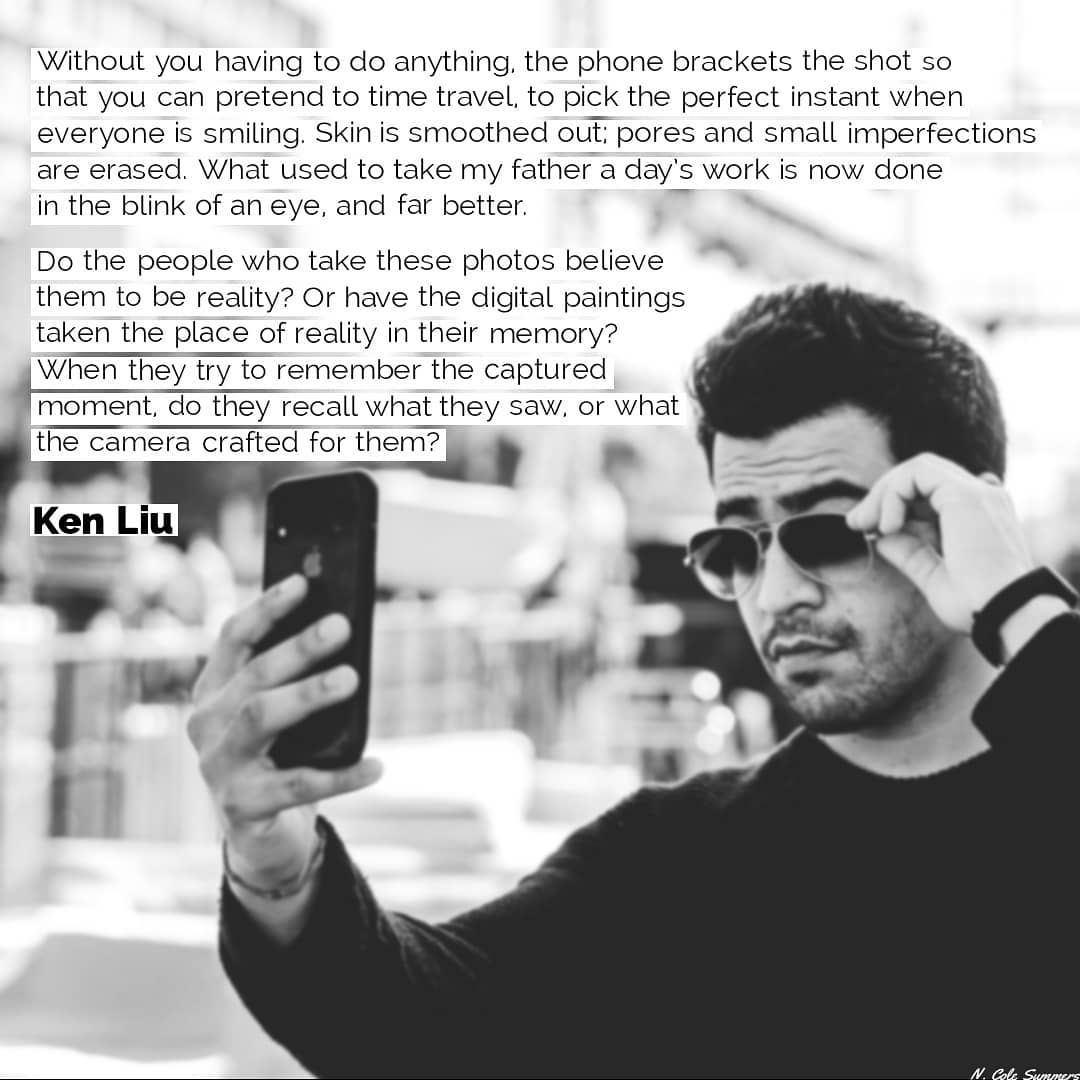 Without you having to do anything, the phone brackets the shot so
that you can pretend to time travel, to pick the perfect instant when
everyone is smiling. Skin is smoothed out; pores and small imperfections
are erased. What used to take my father a day's work is now done
in the blink of an eye, and far better.
Do the people who take these photos believe
them to be reality? Or have the digital paintings
taken the place of reality in their memory?
When they try to remember the captured
moment, do they recall what they saw, or what
the camera crafted for them?
Ken Liu
N. Cole Summers